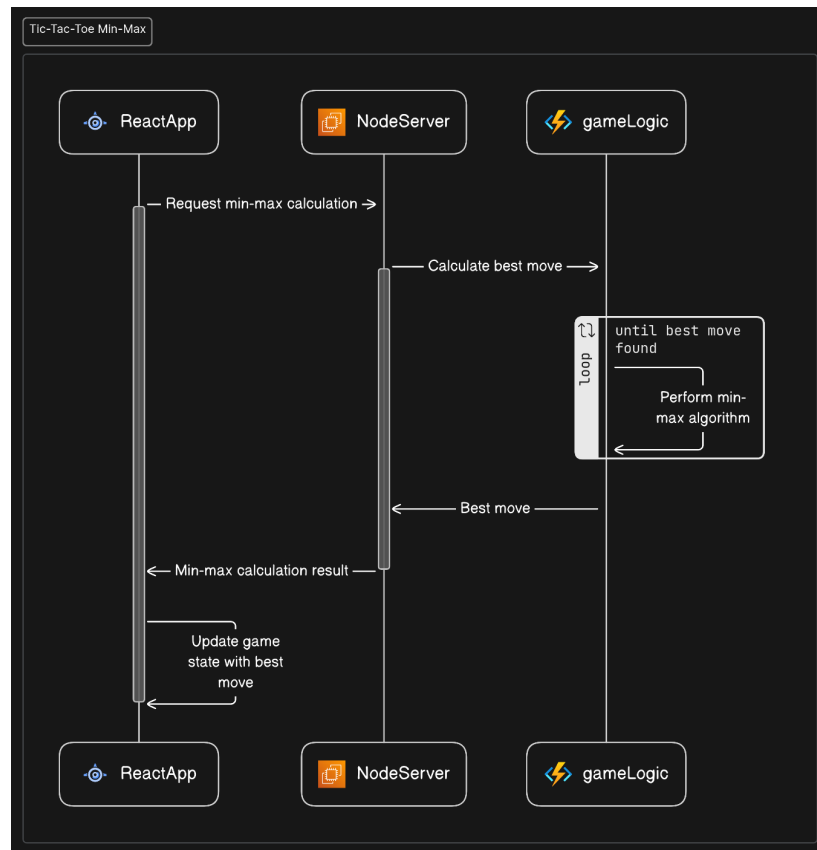 Tic-Tac-Toe Min-Max
ReactApp
NodeServer
gameLogic
Request min-max calculation
Calculate best move
loop
until best move
found
Perform min-
max algorithm
Best move
Min-max calculation result
Update game
state with best
move
ReactApp
NodeServer
gameLogic